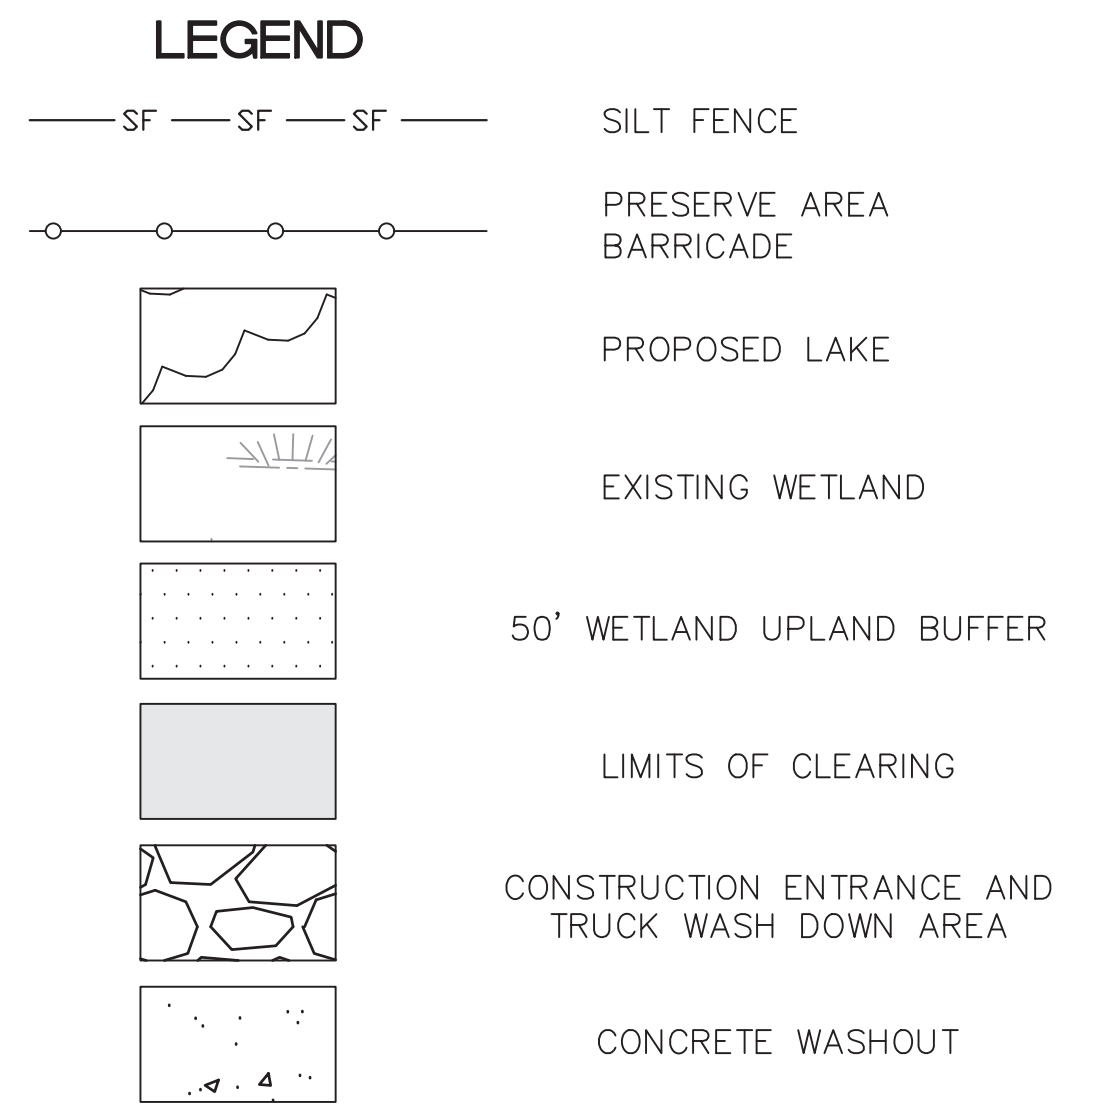 LEGEND
SF SF SF SILT FENCE
PRESERVE AREA
BARRICADE
PROPOSED LAKE
EXISTING WETLAND
50' WETLAND UPLAND BUFFER
LIMITS OF CLEARING
CONSTRUCTION ENTRANCE AND
TRUCK WASH DOWN AREA
CONCRETE WASHOUT